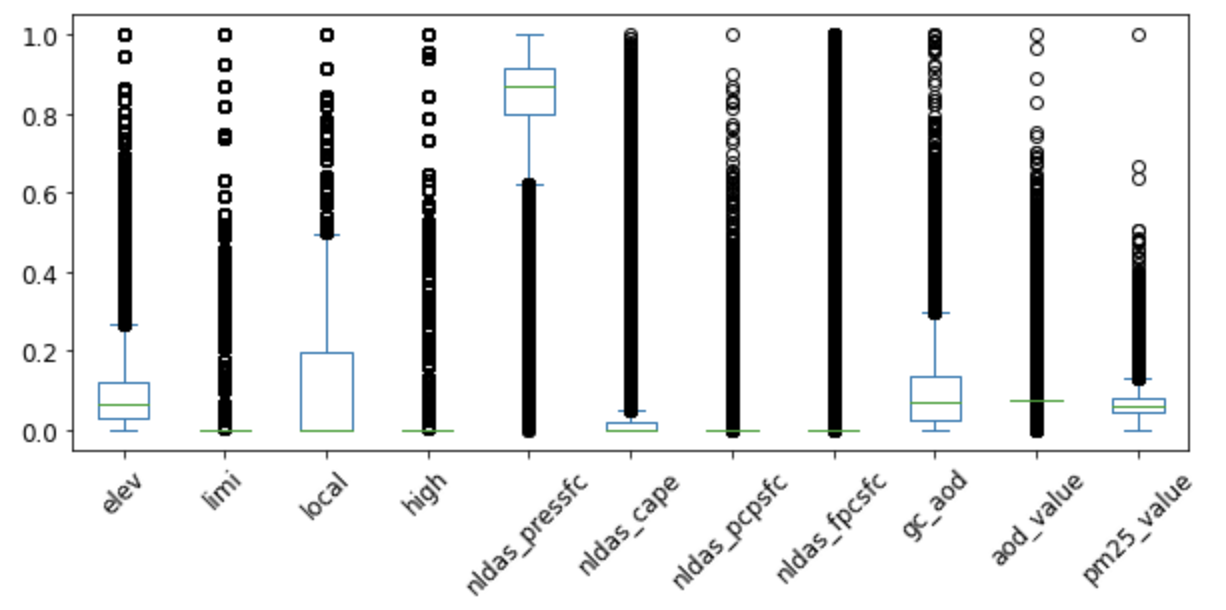 1.0
0.8
0.6
0.4
0.2
0.0
elev
limi
local
high
nldas_pressfc
nldas_cape
nldas_pcpsfc
nldas_fpcsfc
gc_aod
aod_value
pm25_value